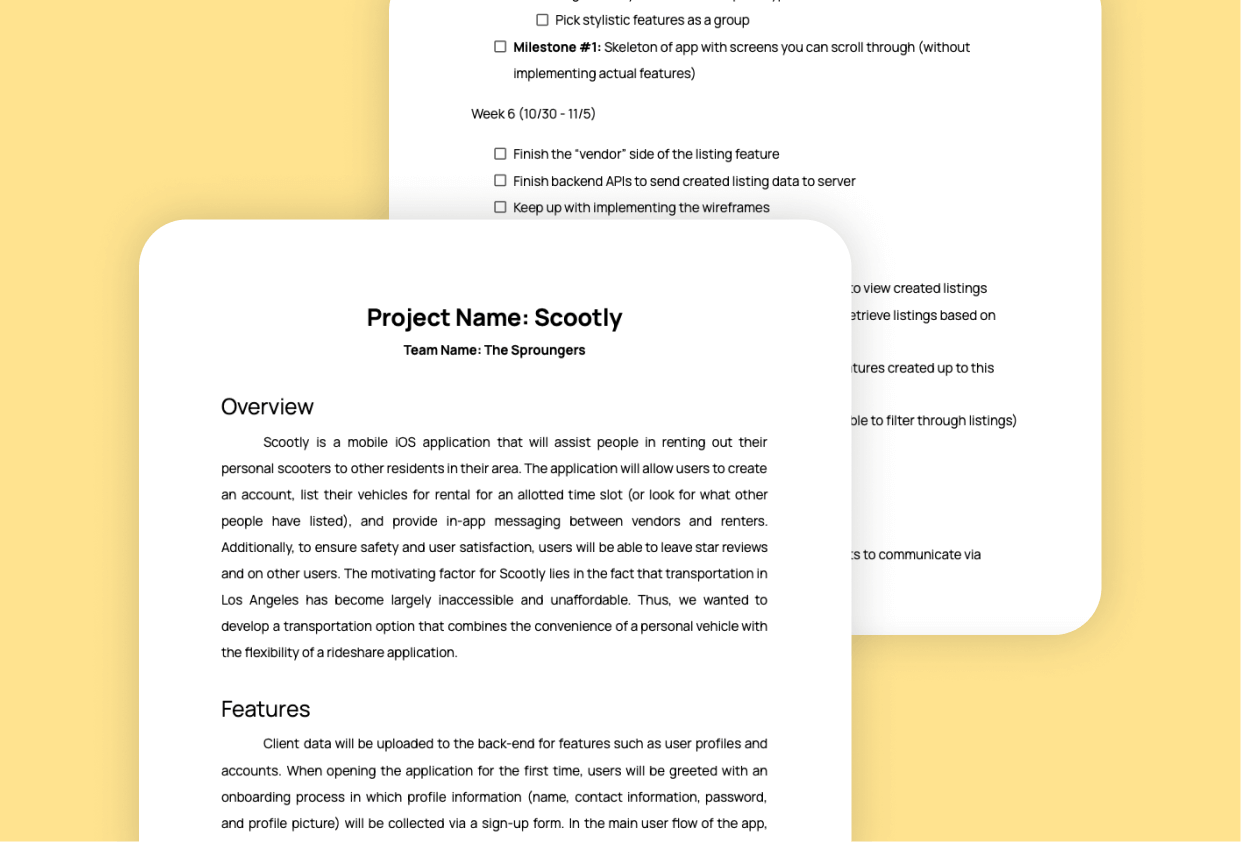 Pick stylistic features as a group
Milestone #1: Skeleton of app with screens you can scroll through (without
implementing actual features)
Week 6 (10/30 - 11/5)
Finish the “vendor” side of the listing feature
Finish backend APIs to send created listing data to server
Keep up with implementing the wireframes
to view created listings
retrieve listings based on
created up to this
to filter through listings)
to communicate via
Project Name: Scootly
Team Name: The Sproungers
Overview
Scootly is a mobile iOS application that will assist people in renting out their
personal scooters to other residents in their area. The application will allow users to create
an account, list their vehicles for rental for an allotted time slot (or look for what other
people have listed), and provide in-app messaging between vendors and renters.
Additionally, to ensure safety and user satisfaction, users will be able to leave star reviews
and on other users. The motivating factor for Scootly lies in the fact that transportation in
Los Angeles has become largely inaccessible and unaffordable. Thus, we wanted to
develop a transportation option that combines the convenience of a personal vehicle with
the flexibility of a rideshare application.
Features
Client data will be uploaded to the back-end for features such as user profiles and
accounts. When opening the application for the first time, users will be greeted with an
onboarding process in which profile information (name, contact information, password,
and profile picture) will be collected via a sign-up form. In the main user flow of the app,